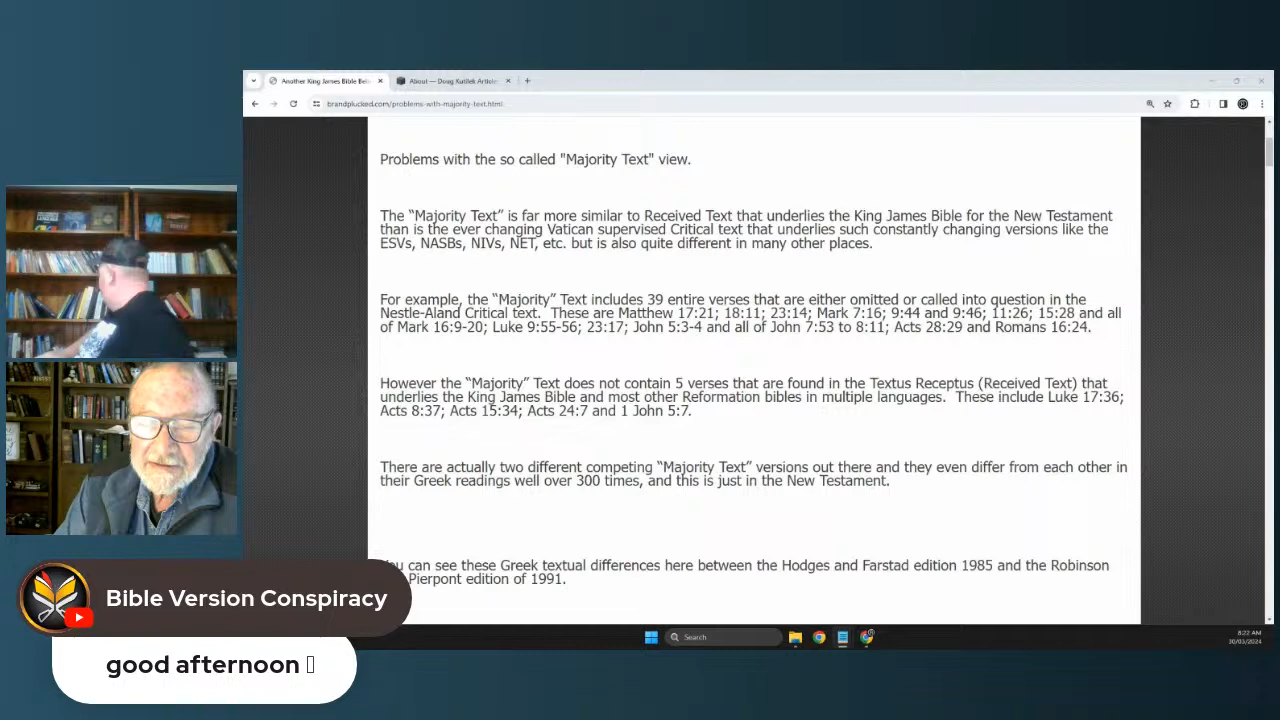 Another King James Bible Beli
About — Doug Kutilek Article
brandplucked.com/problems-with-majority-text.html
Problems with the so called "Majority Text" view.
The “Majority Text” is far more similar to Received Text that underlies the King James Bible for the New Testament
than is the ever changing Vatican supervised Critical text that underlies such constantly changing versions like the
ESVs, NASBs, NIVs, NET, etc. but is also quite different in many other places.
For example, the “Majority” Text includes 39 entire verses that are either omitted or called into question in the
Nestle-Aland Critical text.  These are Matthew 17:21; 18:11; 23:14; Mark 7:16; 9:44 and 9:46; 11:26; 15:28 and all
of Mark 16:9-20; Luke 9:55-56; 23:17; John 5:3-4 and all of John 7:53 to 8:11; Acts 28:29 and Romans 16:24.
However the “Majority” Text does not contain 5 verses that are found in the Textus Receptus (Received Text) that
underlies the King James Bible and most other Reformation bibles in multiple languages.  These include Luke 17:36;
Acts 8:37; Acts 15:34; Acts 24:7 and 1 John 5:7.
There are actually two different competing “Majority Text” versions out there and they even differ from each other in
their Greek readings well over 300 times, and this is just in the New Testament.
can see these Greek textual differences here between the Hodges and Farstad edition 1985 and the Robinson
Pierpont edition of 1991.
Bible Version Conspiracy
good afternoon
Search
8:22 AM
30/03/2024